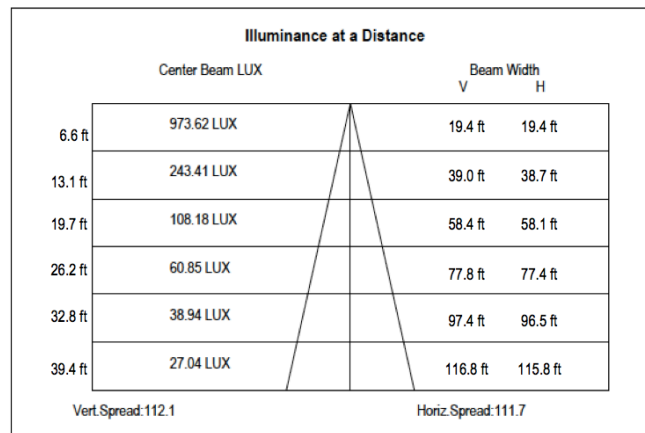 Illuminance at a Distance
Center Beam LUX Beam Width
V H
6.6 ft 973.62 LUX 19.4 ft 19.4 ft
13.1 ft 243.41 LUX 39.0 ft 38.7 ft
19.7 ft 108.18 LUX 58.4 ft 58.1 ft
26.2 ft 60.85 LUX 77.8 ft 77.4 ft
32.8 ft 38.94 LUX 97.4 ft 96.5 ft
39.4 ft 27.04 LUX 116.8 ft 115.8 ft
Vert.Spread:112.1 Horiz.Spread:111.7